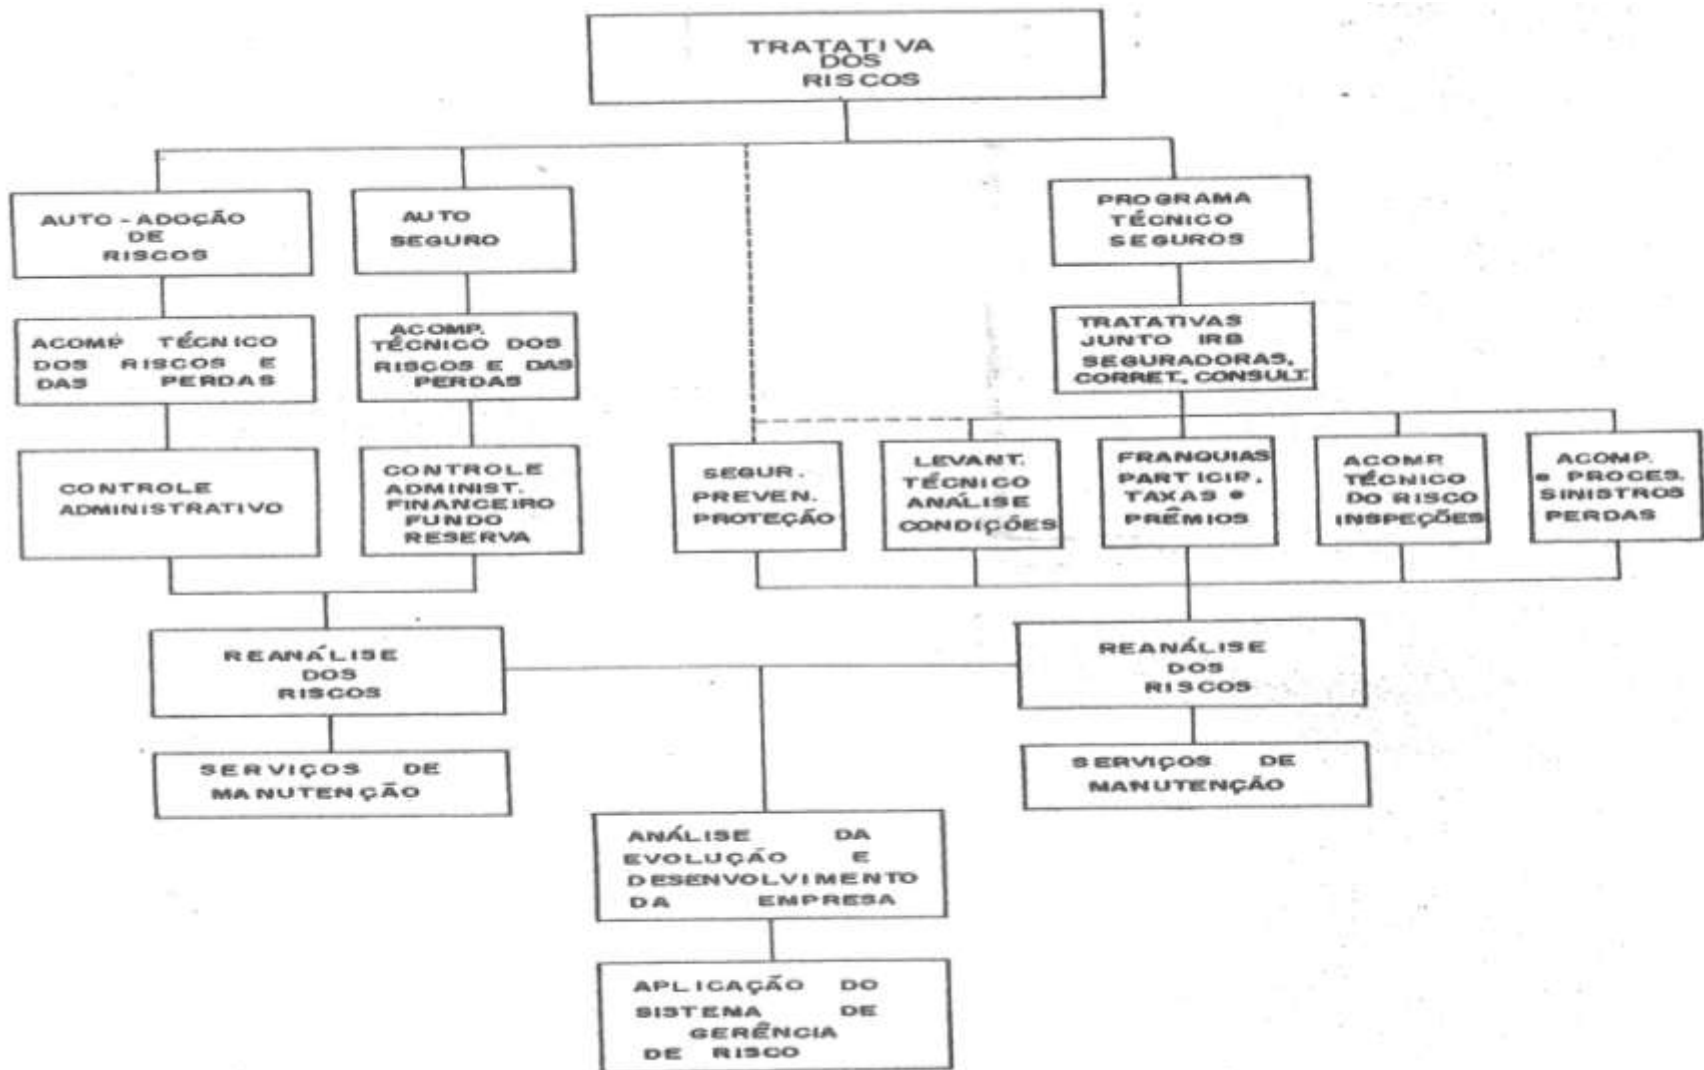 TRATATIVA
DOS
RISCOS
AUTO-ADOÇÃO
DE
RISCOS
AUTO
SEGURO
PROGRAMA
TÉCNICO
SEGUROS
ACOMP. TÉCNICO
DOS RISCOS E
DAS PERDAS
ACOMP.
TÉCNICO DOS
RISCOS E DAS
PERDAS
TRATATIVAS
JUNTO IRB
SEGURADORAS,
CORRET., CONSULT.
CONTROLE
ADMINISTRATIVO
CONTROLE
ADMINIST.
FINANCEIRO
FUNDO
RESERVA
SEGUR.
PREVEN.
PROTEÇÃO
LEVANT.
TÉCNICO
ANÁLISE
CONDIÇÕES
FRANQUIAS
PARTICIP.,
TAXAS e
PRÊMIOS
ACOMP.
TÉCNICO
DO RISCO
INSPEÇÕES
ACOMP.
e PROCES.
SINISTROS
PERDAS
REANÁLISE
DOS
RISCOS
REANÁLISE
DOS
RISCOS
SERVIÇOS DE
MANUTENÇÃO
SERVIÇOS DE
MANUTENÇÃO
ANÁLISE DA
EVOLUÇÃO E
DESENVOLVIMENTO
DA EMPRESA
APLICAÇÃO DO
SISTEMA DE
GERÊNCIA
DE RISCO